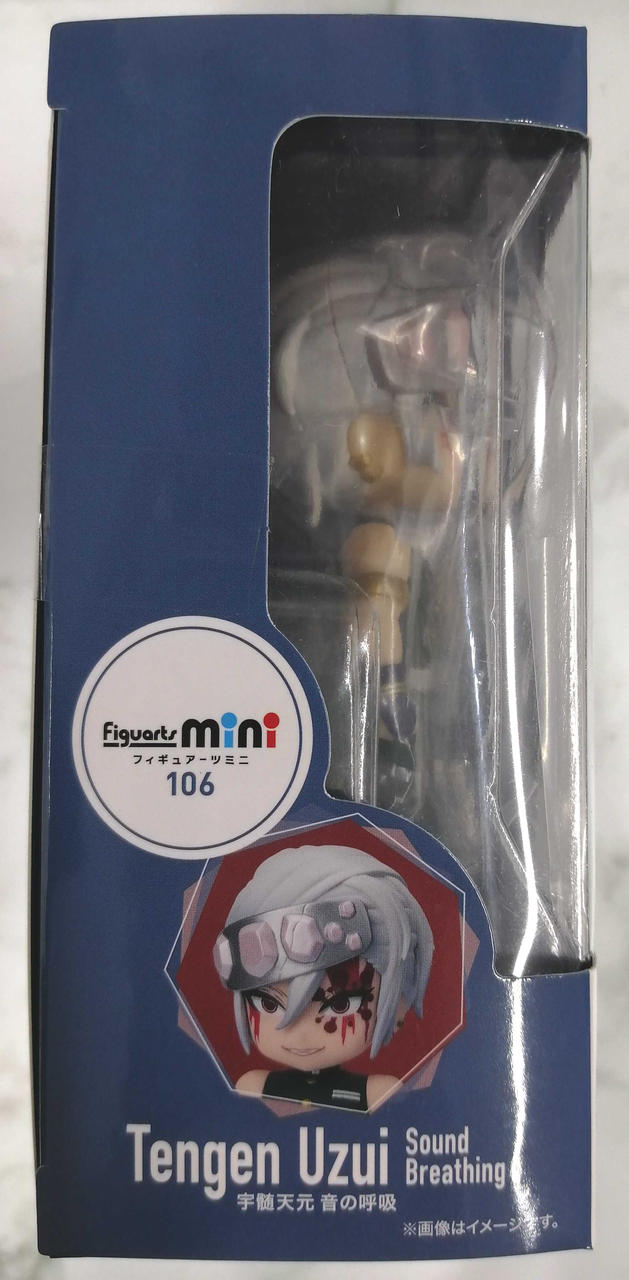 Figuarts mini
フィギュアーツミニ
106
Tengen Uzui Sound
Breathing
宇髄天元 音の呼吸
※画像はイメージです。